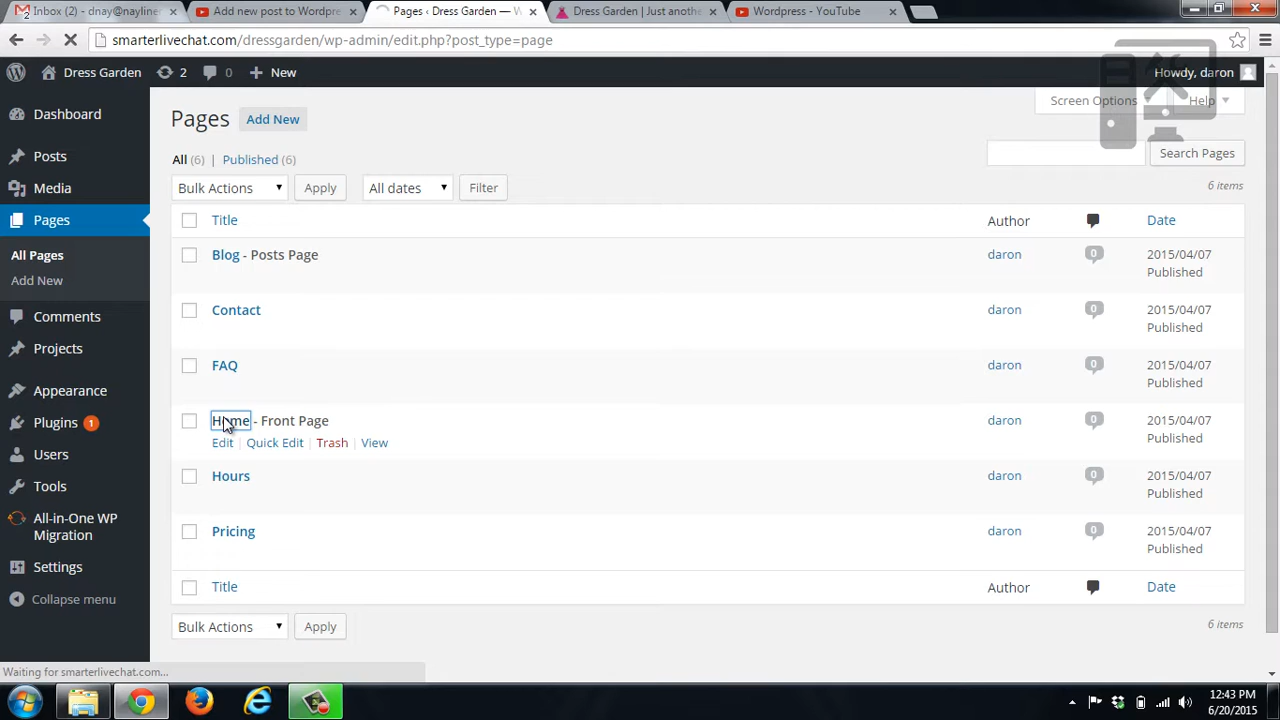 2 Inbox (2) - dnay@nayliner
Add new post to Wordpre
Pages ‹ Dress Garden — W
Dress Garden | Just anothe
Wordpress - YouTube
smarterlivechat.com/dressgarden/wp-admin/edit.php?post_type=page
Dress Garden 2 0 New
Howdy, daron
Screen Options Help
Dashboard
Posts
Media
Pages
All Pages
Add New
Comments
Projects
Appearance
Plugins 1
Users
Tools
All-in-One WP
Migration
Settings
Collapse menu
Pages Add New
All (6) | Published (6)
Search Pages
Bulk Actions Apply All dates Filter
6 items
Title Author Date
Blog - Posts Page daron 0 2015/04/07
Published
Contact daron 0 2015/04/07
Published
FAQ daron 0 2015/04/07
Published
Home - Front Page daron 0 2015/04/07
Edit | Quick Edit | Trash | View Published
Hours daron 0 2015/04/07
Published
Pricing daron 0 2015/04/07
Published
Title Author Date
Bulk Actions Apply
6 items
Waiting for smarterlivechat.com...
12:43 PM
6/20/2015